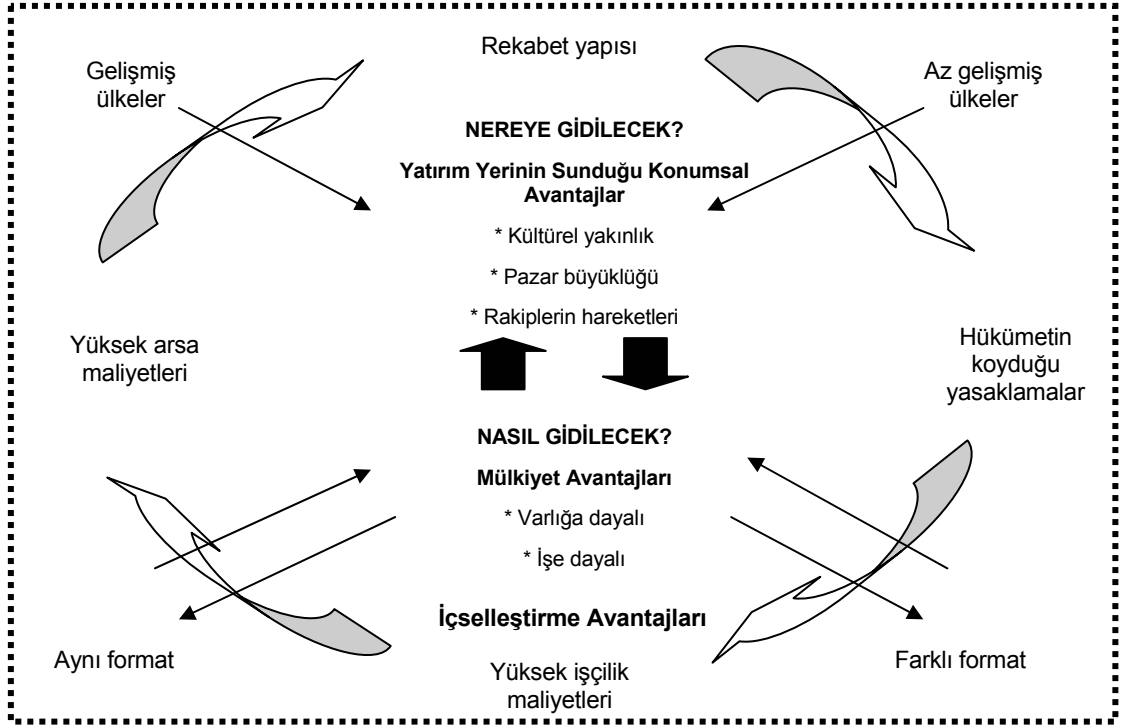 Rekabet yapısı
Gelişmiş
ülkeler
Az gelişmiş
ülkeler
NEREYE GİDİLECEK?
Yatırım Yerinin Sunduğu Konumsal
Avantajlar
* Kültürel yakınlık
* Pazar büyüklüğü
* Rakiplerin hareketleri
Yüksek arsa
maliyetleri
Hükümetin
koyduğu
yasaklamalar
NASIL GİDİLECEK?
Mülkiyet Avantajları
* Varlığa dayalı
* İşe dayalı
İçselleştirme Avantajları
Aynı format
Farklı format
Yüksek işçilik
maliyetleri